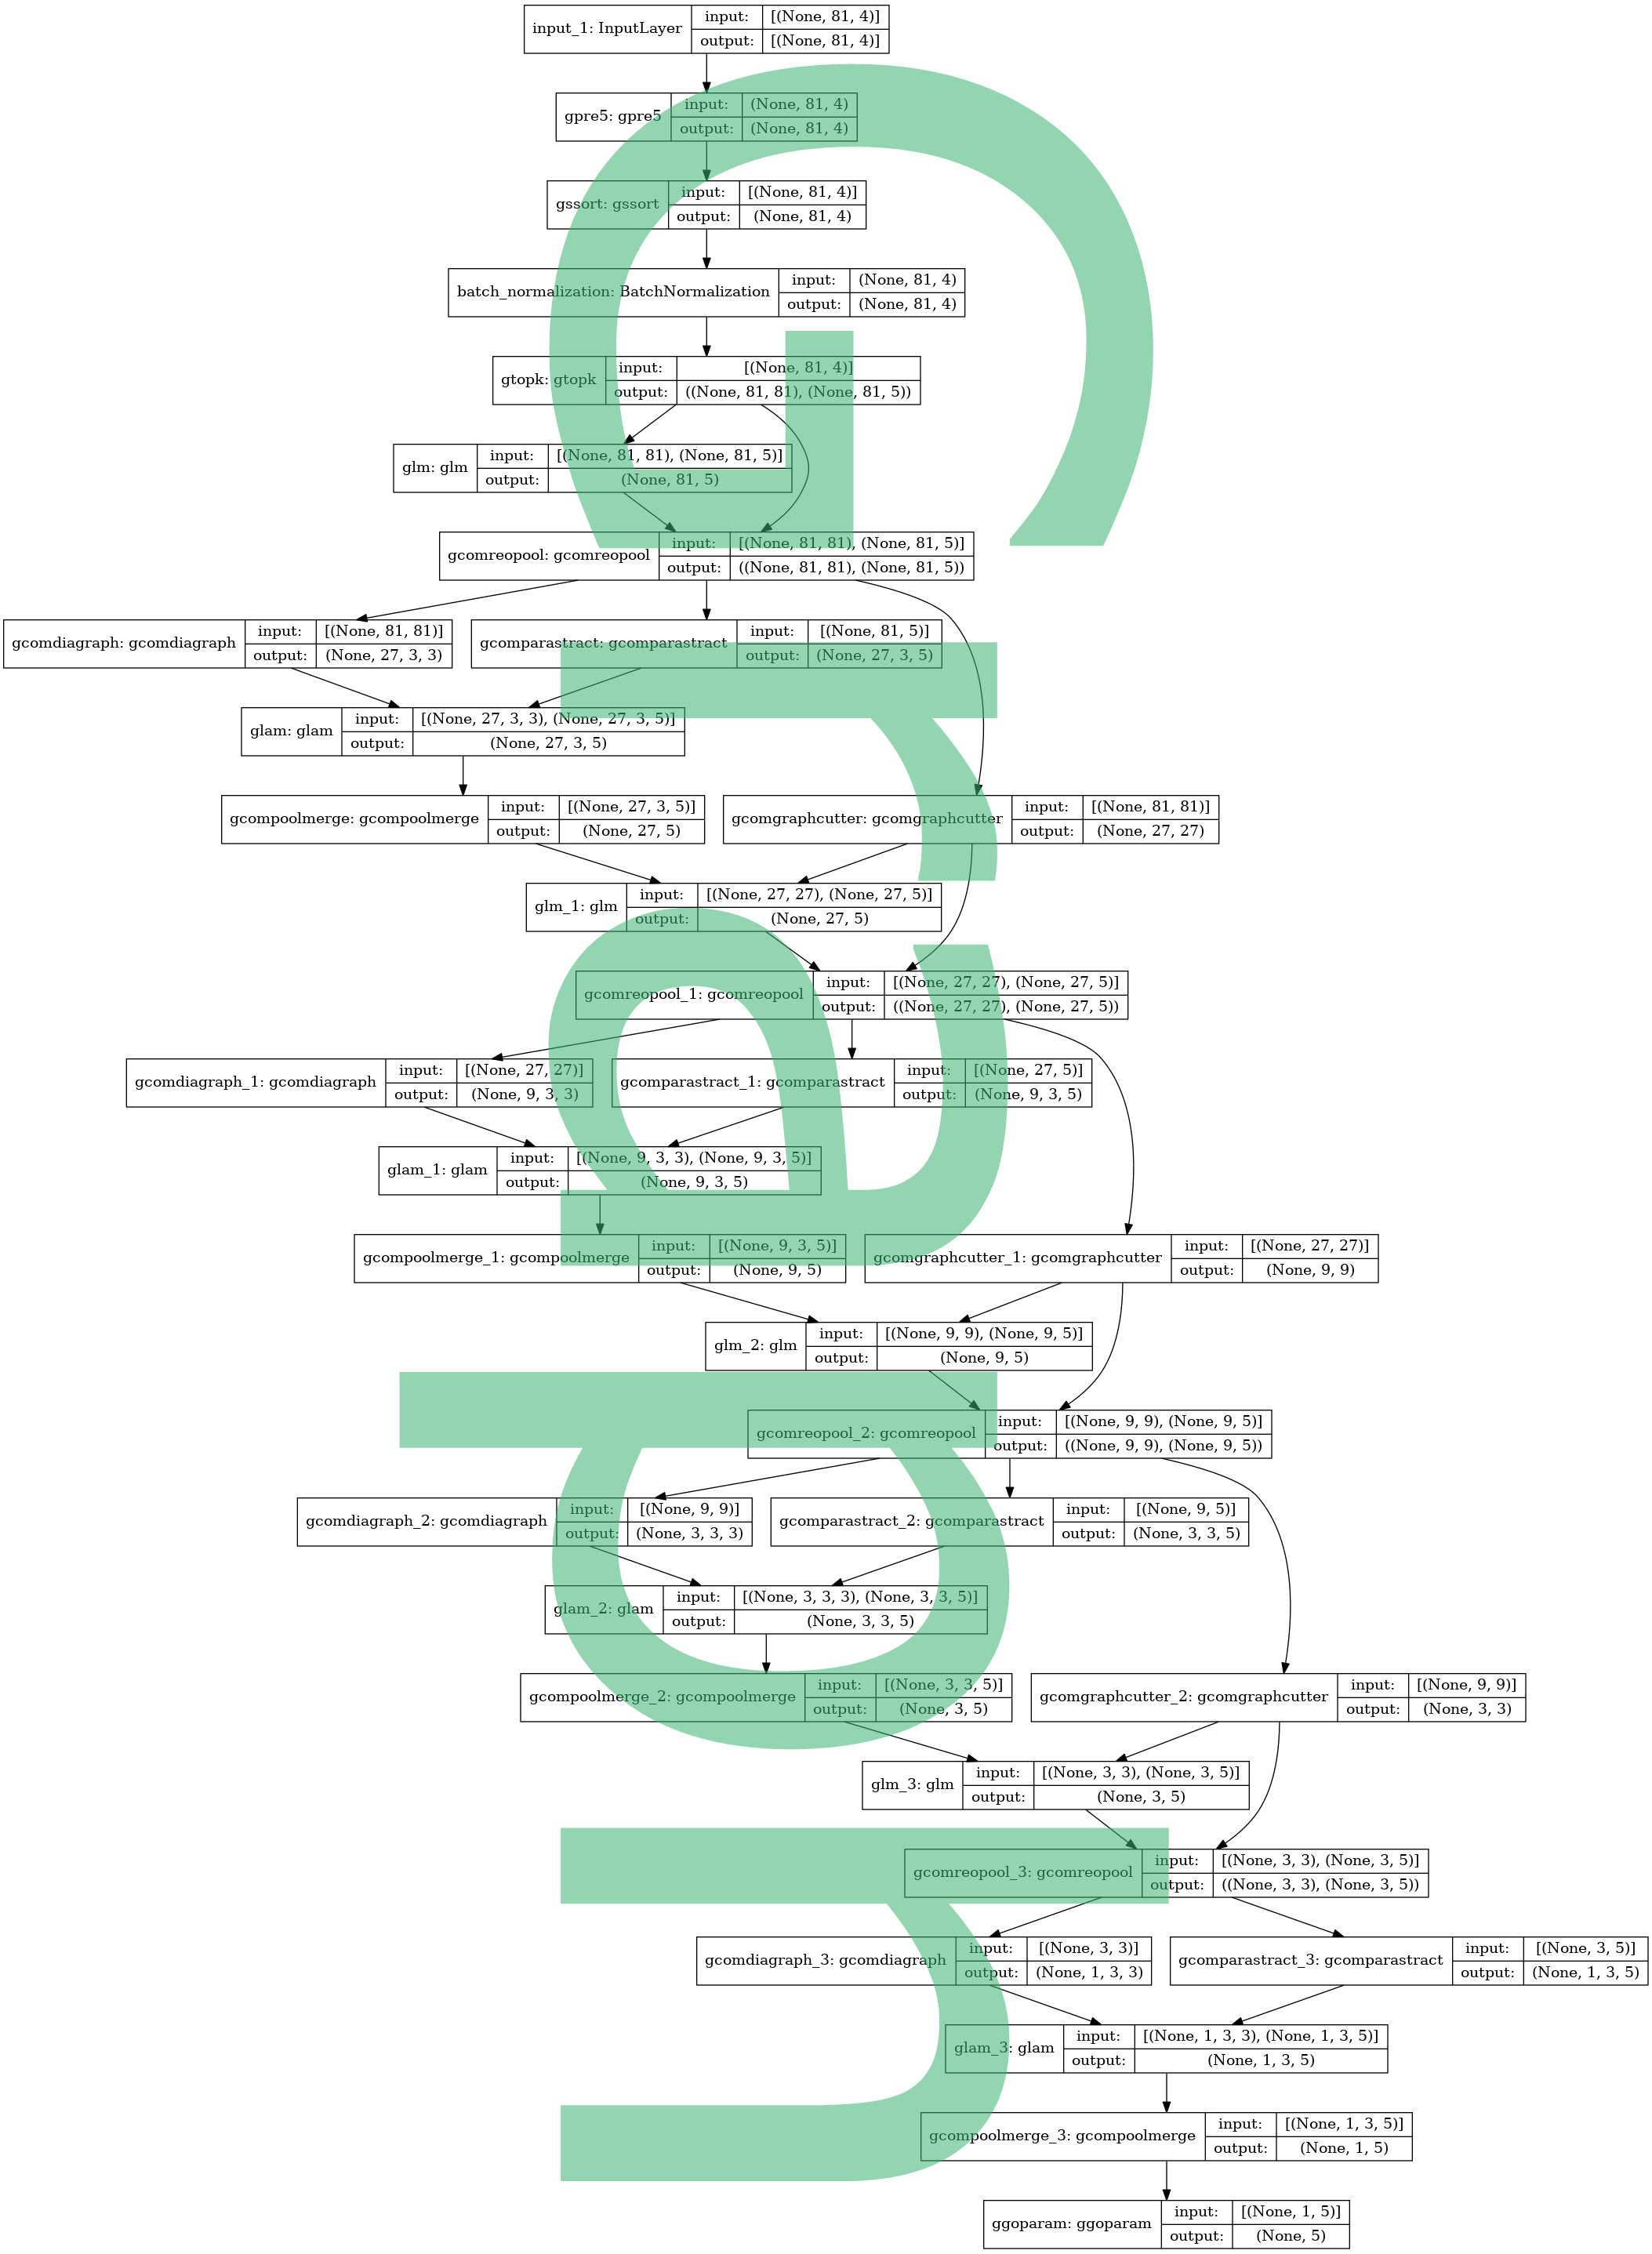 input_1: InputLayer
input: [(None, 81, 4)]
output: [(None, 81, 4)]
gpre5: gpre5
input: (None, 81, 4)
output: (None, 81, 4)
gssort: gssort
input: [(None, 81, 4)]
output: (None, 81, 4)
batch_normalization: BatchNormalization
input: (None, 81, 4)
output: (None, 81, 4)
gtopk: gtopk
input: [(None, 81, 4)]
output: ((None, 81, 81), (None, 81, 5))
glm: glm
input: [(None, 81, 81), (None, 81, 5)]
output: (None, 81, 5)
gcomreopool: gcomreopool
input: [(None, 81, 81), (None, 81, 5)]
output: ((None, 81, 81), (None, 81, 5))
gcomdiagraph: gcomdiagraph
input: [(None, 81, 81)]
output: (None, 27, 3, 3)
gcomparastract: gcomparastract
input: [(None, 81, 5)]
output: (None, 27, 3, 5)
glam: glam
input: [(None, 27, 3, 3), (None, 27, 3, 5)]
output: (None, 27, 3, 5)
gcompoolmerge: gcompoolmerge
input: [(None, 27, 3, 5)]
output: (None, 27, 5)
gcomgraphcutter: gcomgraphcutter
input: [(None, 81, 81)]
output: (None, 27, 27)
glm_1: glm
input: [(None, 27, 27), (None, 27, 5)]
output: (None, 27, 5)
gcomreopool_1: gcomreopool
input: [(None, 27, 27), (None, 27, 5)]
output: ((None, 27, 27), (None, 27, 5))
gcomdiagraph_1: gcomdiagraph
input: [(None, 27, 27)]
output: (None, 9, 3, 3)
gcomparastract_1: gcomparastract
input: [(None, 27, 5)]
output: (None, 9, 3, 5)
glam_1: glam
input: [(None, 9, 3, 3), (None, 9, 3, 5)]
output: (None, 9, 3, 5)
gcompoolmerge_1: gcompoolmerge
input: [(None, 9, 3, 5)]
output: (None, 9, 5)
gcomgraphcutter_1: gcomgraphcutter
input: [(None, 27, 27)]
output: (None, 9, 9)
glm_2: glm
input: [(None, 9, 9), (None, 9, 5)]
output: (None, 9, 5)
gcomreopool_2: gcomreopool
input: [(None, 9, 9), (None, 9, 5)]
output: ((None, 9, 9), (None, 9, 5))
gcomdiagraph_2: gcomdiagraph
input: [(None, 9, 9)]
output: (None, 3, 3, 3)
gcomparastract_2: gcomparastract
input: [(None, 9, 5)]
output: (None, 3, 3, 5)
glam_2: glam
input: [(None, 3, 3, 3), (None, 3, 3, 5)]
output: (None, 3, 3, 5)
gcompoolmerge_2: gcompoolmerge
input: [(None, 3, 3, 5)]
output: (None, 3, 5)
gcomgraphcutter_2: gcomgraphcutter
input: [(None, 9, 9)]
output: (None, 3, 3)
glm_3: glm
input: [(None, 3, 3), (None, 3, 5)]
output: (None, 3, 5)
gcomreopool_3: gcomreopool
input: [(None, 3, 3), (None, 3, 5)]
output: ((None, 3, 3), (None, 3, 5))
gcomdiagraph_3: gcomdiagraph
input: [(None, 3, 3)]
output: (None, 1, 3, 3)
gcomparastract_3: gcomparastract
input: [(None, 3, 5)]
output: (None, 1, 3, 5)
glam_3: glam
input: [(None, 1, 3, 3), (None, 1, 3, 5)]
output: (None, 1, 3, 5)
gcompoolmerge_3: gcompoolmerge
input: [(None, 1, 3, 5)]
output: (None, 1, 5)
ggoparam: ggoparam
input: [(None, 1, 5)]
output: (None, 5)
Graph